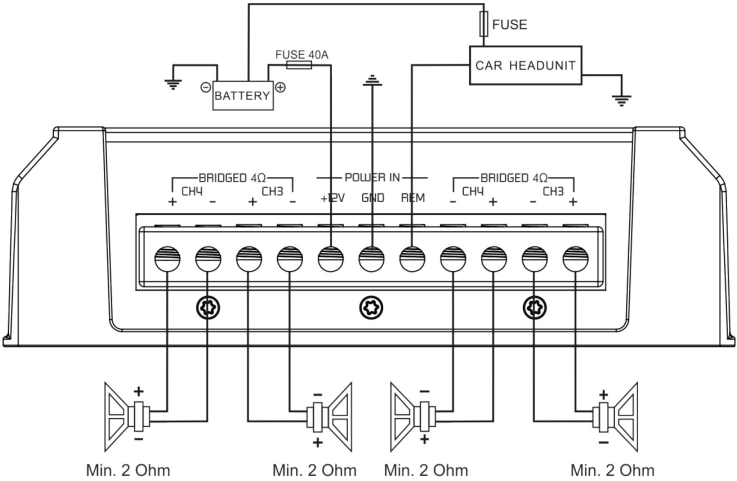 FUSE
FUSE 40A
CAR HEADUNIT
⊖ BATTERY ⊕
BRIDGED 4Ω POWER IN BRIDGED 4Ω
CH4 CH3 CH4 CH3
+ - + - +12V GND REM - + - +
+ - - +
- + + -
Min. 2 Ohm Min. 2 Ohm Min. 2 Ohm Min. 2 Ohm